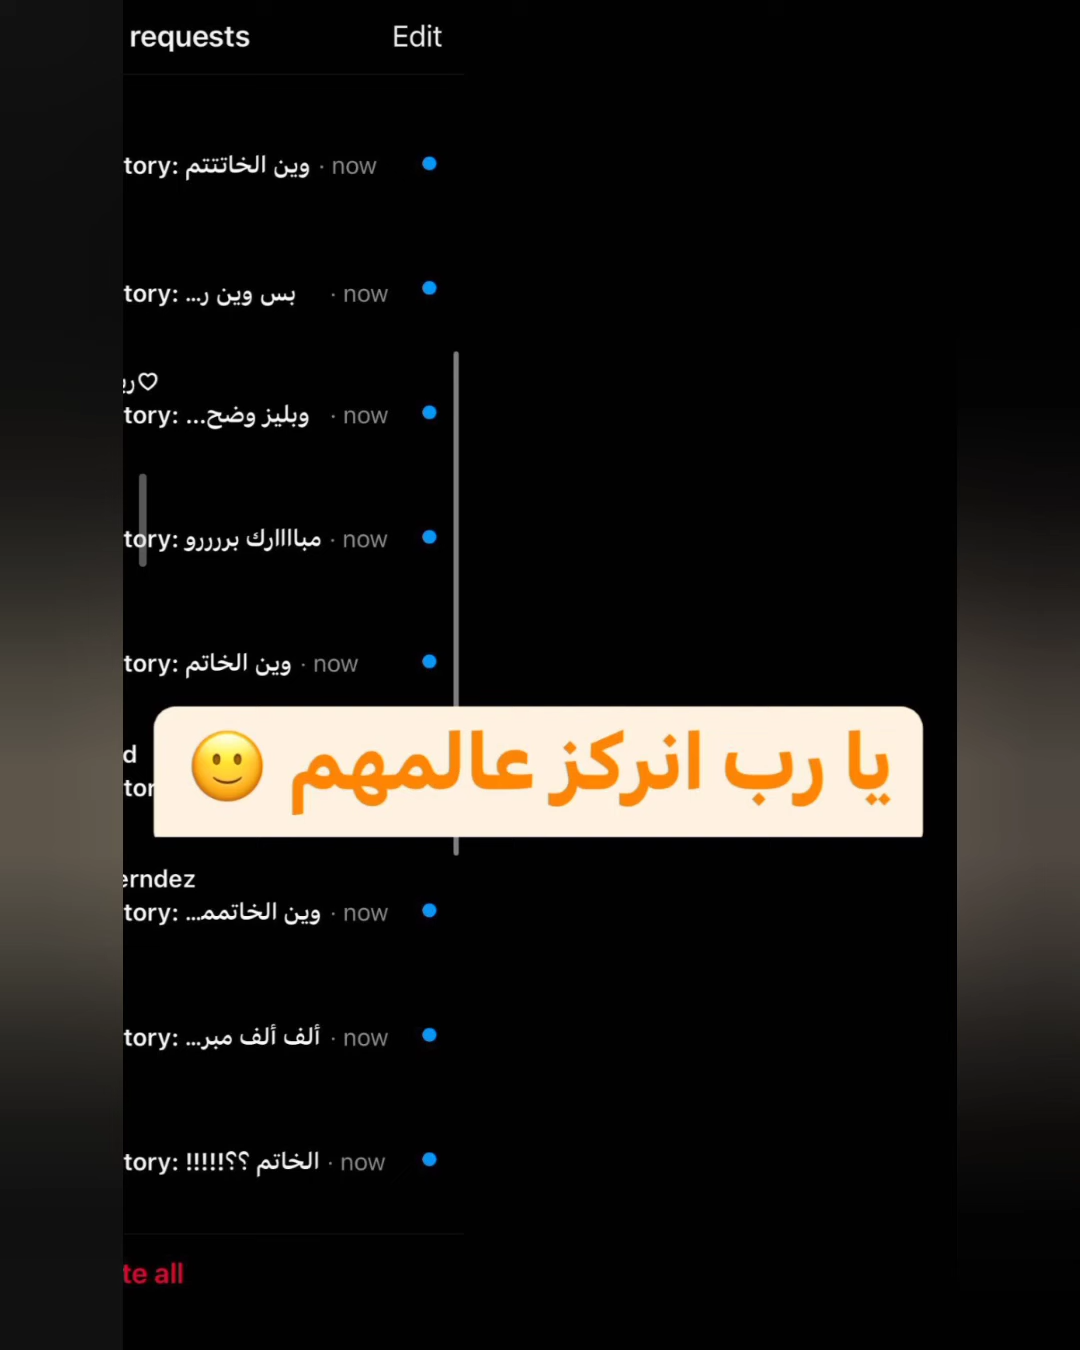 requests Edit
tory: وين الخاتتتم · now
tory: بس وين ر... · now
♡رب
tory: وبليز وضح... · now
tory: مباااارك بررررو · now
tory: وين الخاتم · now
يا رب انركز عالمهم 🙂
d
tor
erndez
tory: وين الخاتمم... · now
tory: ألف ألف مبر... · now
tory: الخاتم ؟؟!!!!! · now
te all